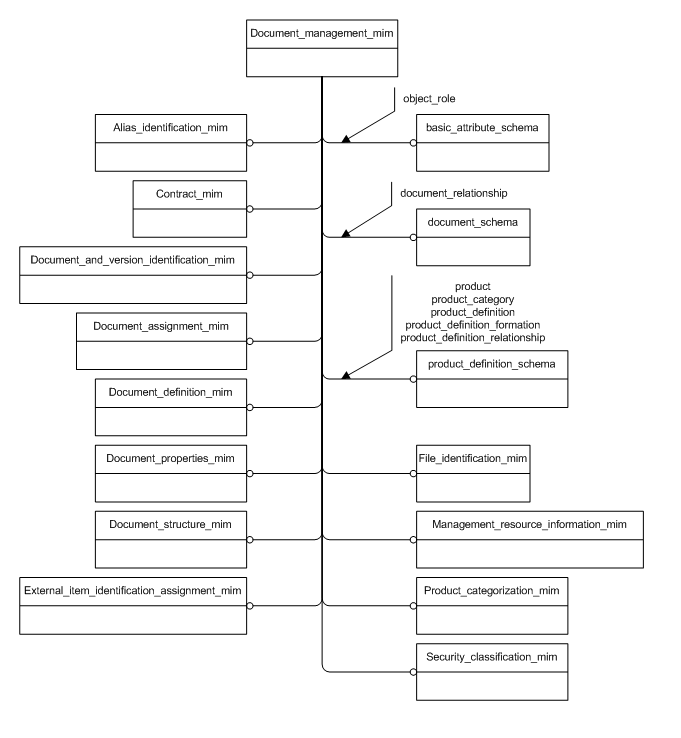 Document_management_mim
object_role
Alias_identification_mim
basic_attribute_schema
Contract_mim
document_relationship
document_schema
Document_and_version_identification_mim
product
product_category
product_definition
product_definition_formation
product_definition_relationship
Document_assignment_mim
product_definition_schema
Document_definition_mim
Document_properties_mim
File_identification_mim
Document_structure_mim
Management_resource_information_mim
External_item_identification_assignment_mim
Product_categorization_mim
Security_classification_mim